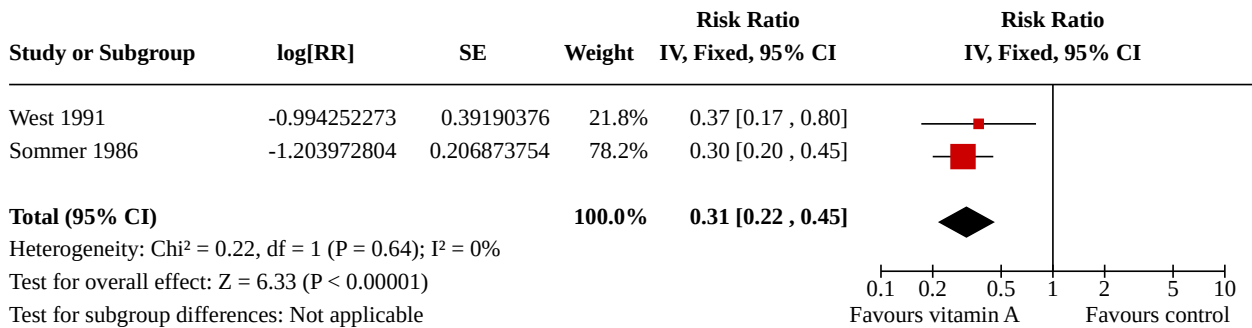 Risk Ratio Risk Ratio
Study or Subgroup log[RR] SE Weight IV, Fixed, 95% CI IV, Fixed, 95% CI
West 1991 -0.994252273 0.39190376 21.8% 0.37 [0.17 , 0.80]
Sommer 1986 -1.203972804 0.206873754 78.2% 0.30 [0.20 , 0.45]
Total (95% CI) 100.0% 0.31 [0.22 , 0.45]
Heterogeneity: Chi² = 0.22, df = 1 (P = 0.64); I² = 0%
Test for overall effect: Z = 6.33 (P < 0.00001)
0.1 0.2 0.5 1 2 5 10
Test for subgroup differences: Not applicable
Favours vitamin A Favours control